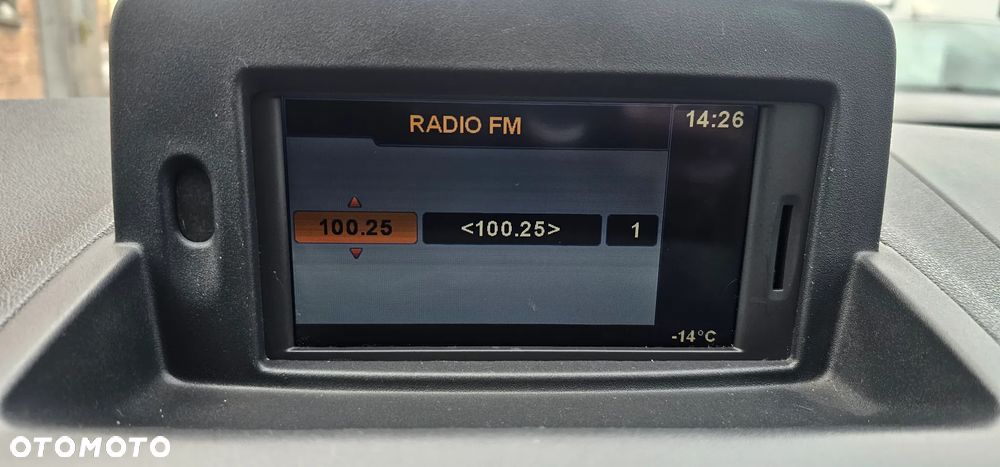 RADIO FM 14:26
100.25 <100.25> 1
-14°C
OTOMOTO